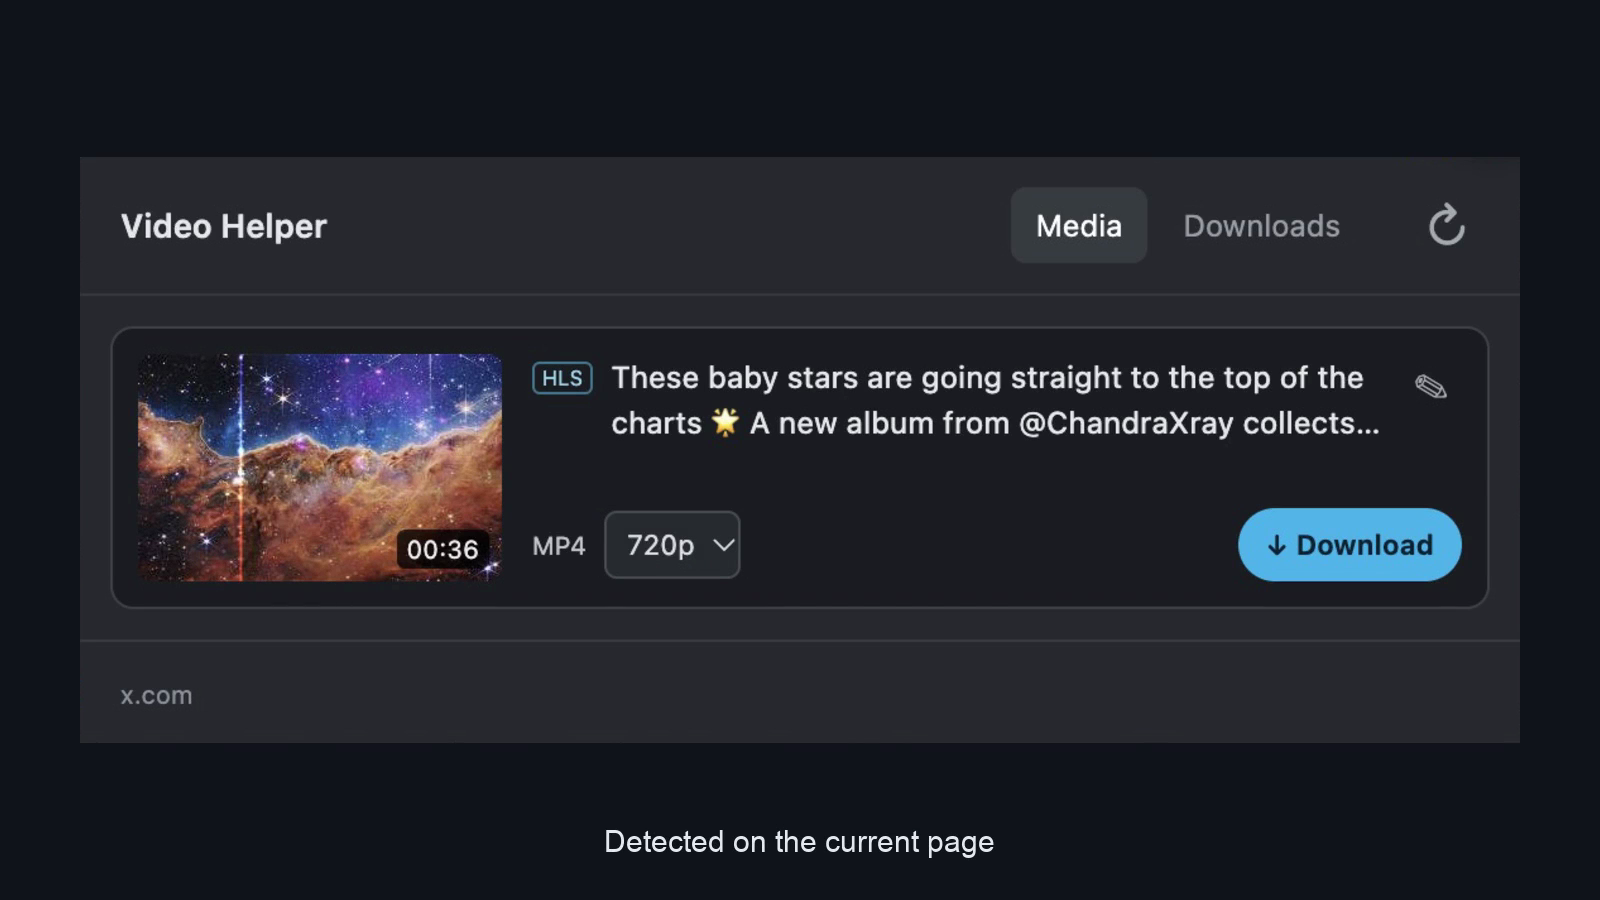 Video Helper
Media
Downloads
HLS
These baby stars are going straight to the top of the
charts 🌟 A new album from @ChandraXray collects...
00:36
MP4
720p
↓ Download
x.com
Detected on the current page